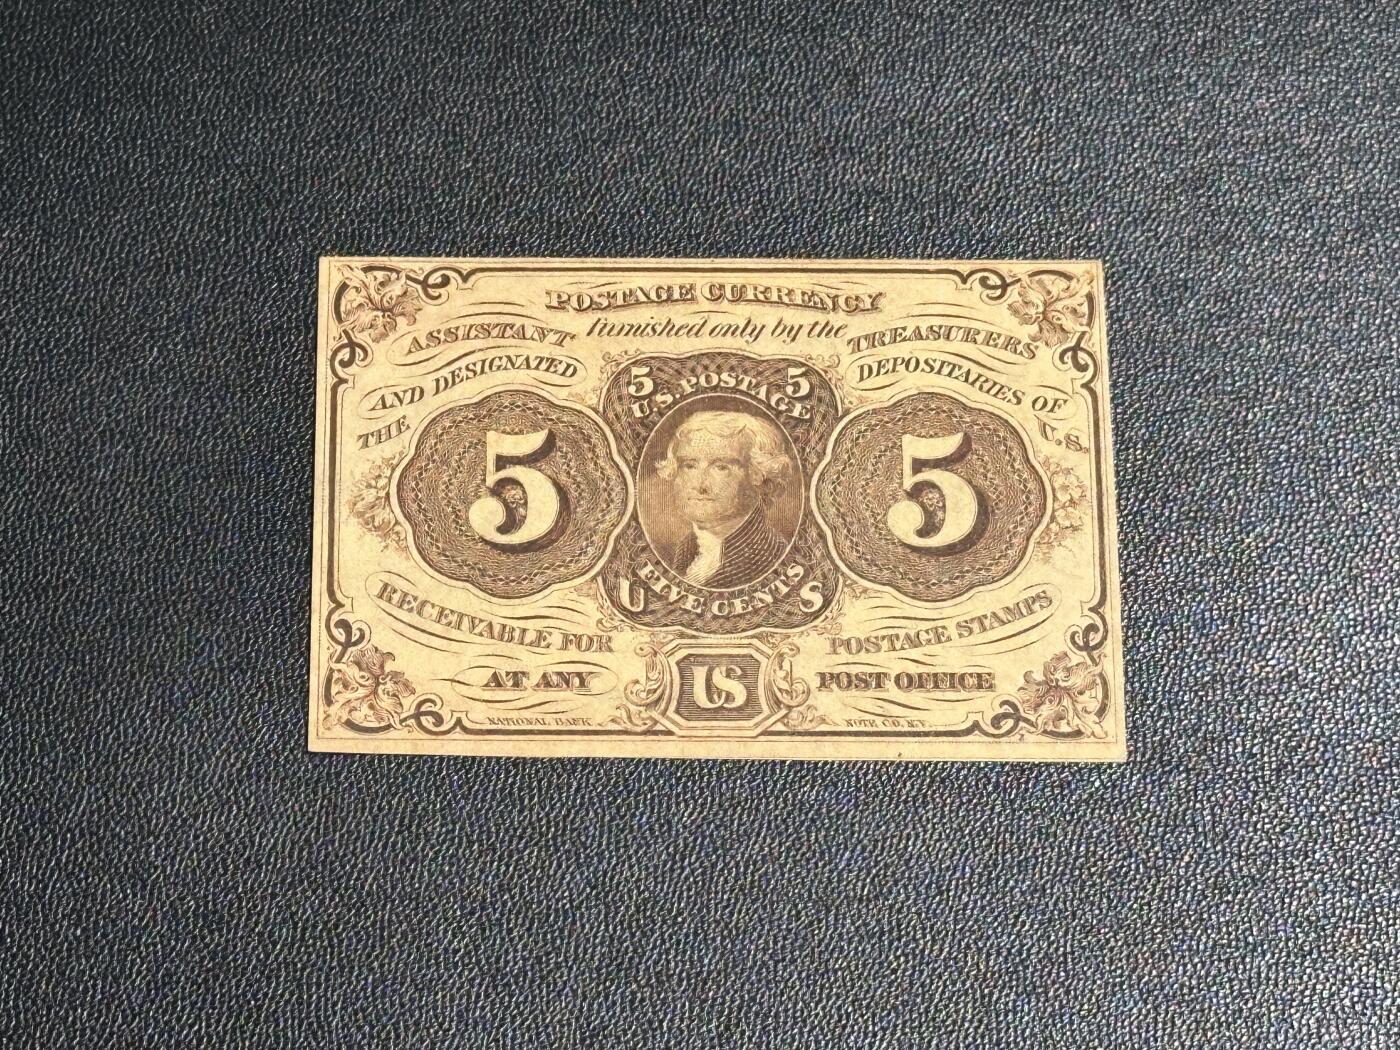 POSTAGE CURRENCY
furnished only by the
ASSISTANT TREASURERS
AND DESIGNATED DEPOSITARIES OF
THE U.S.
5 5
U.S. POSTAGE
5 5
FIVE CENTS
U S
RECEIVABLE FOR POSTAGE STAMPS
AT ANY US POST OFFICE
NATIONAL BANK NOTE CO. N.Y.